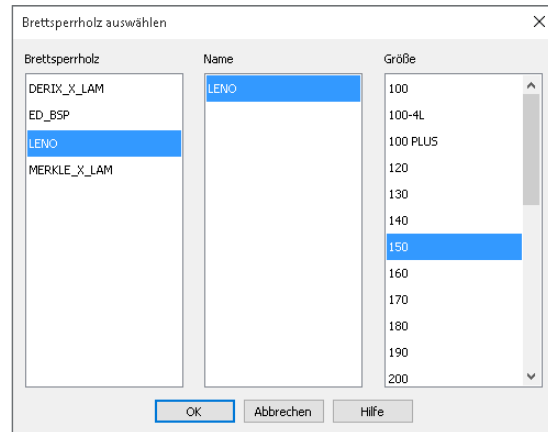 Brettsperrholz auswählen
Brettsperrholz
DERIX_X_LAM
ED_BSP
LENO
MERKLE_X_LAM
Name
LENO
Größe
100
100-4L
100 PLUS
120
130
140
150
160
170
180
190
200
OK
Abbrechen
Hilfe